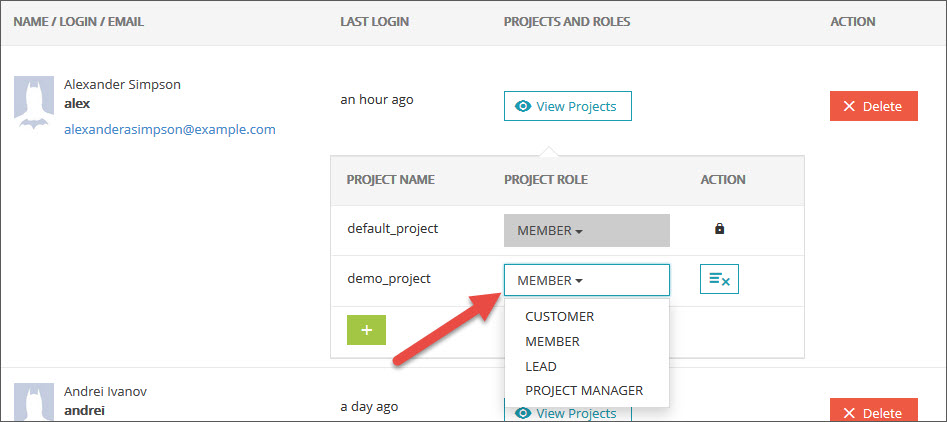 NAME / LOGIN / EMAIL LAST LOGIN PROJECTS AND ROLES ACTION
Alexander Simpson
alex
alexanderasimpson@example.com
an hour ago
View Projects
Delete
PROJECT NAME PROJECT ROLE ACTION
default_project MEMBER
demo_project MEMBER
CUSTOMER
MEMBER
LEAD
PROJECT MANAGER
Andrei Ivanov
andrei
a day ago
View Projects
Delete